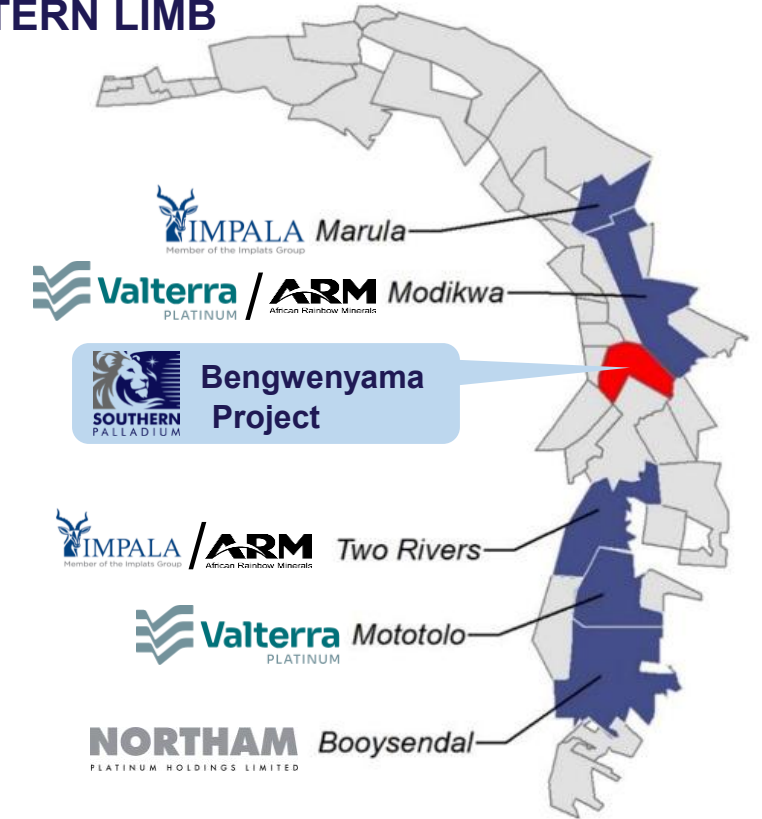 TERN LIMB
IMPALA Marula
Member of the Implats Group
Valterra / ARM Modikwa
PLATINUM African Rainbow Minerals
Bengwenyama
Project
SOUTHERN
PALLADIUM
IMPALA / ARM Two Rivers
Member of the Implats Group African Rainbow Minerals
Valterra Mototolo
PLATINUM
NORTHAM Booysendal
PLATINUM HOLDINGS LIMITED